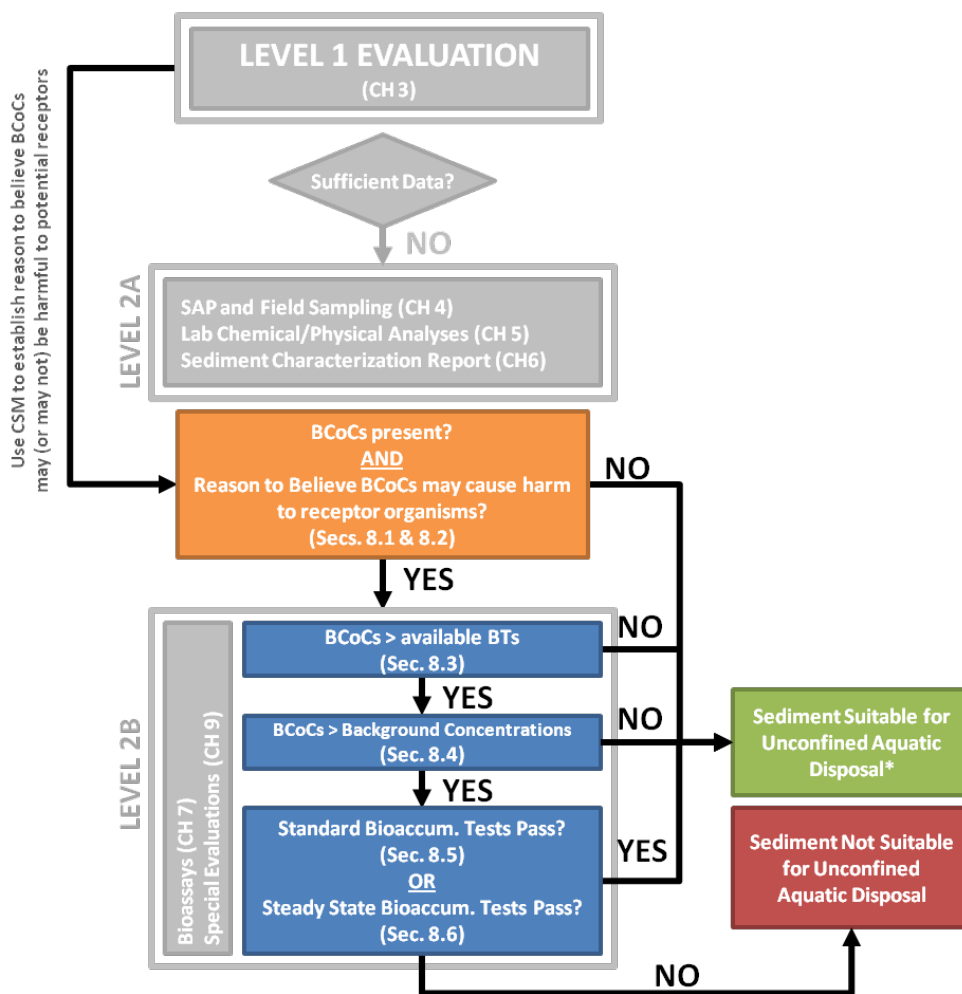 LEVEL 1 EVALUATION
(CH 3)
Use CSM to establish reason to believe BCoCs
may (or may not) be harmful to potential receptors
Sufficient Data?
NO
LEVEL 2A
SAP and Field Sampling (CH 4)
Lab Chemical/Physical Analyses (CH 5)
Sediment Characterization Report (CH6)
BCoCs present?
AND
Reason to Believe BCoCs may cause harm
to receptor organisms?
(Secs. 8.1 & 8.2)
NO
YES
LEVEL 2B
Bioassays (CH 7)
Special Evaluations (CH 9)
BCoCs > available BTs
(Sec. 8.3)
NO
YES
BCoCs > Background Concentrations
(Sec. 8.4)
NO
YES
Standard Bioaccum. Tests Pass?
(Sec. 8.5)
OR
Steady State Bioaccum. Tests Pass?
(Sec. 8.6)
YES
NO
Sediment Suitable for
Unconfined Aquatic
Disposal*
Sediment Not Suitable
for Unconfined
Aquatic Disposal